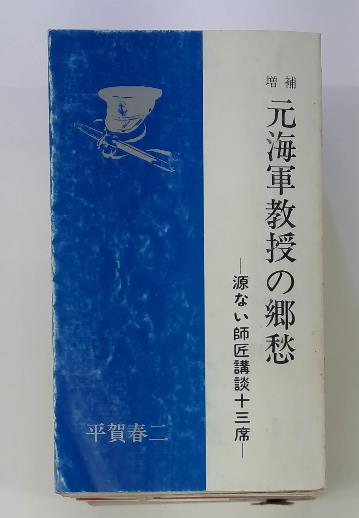 増補
元海軍教授の郷愁
―源ない師匠講談十三席―
平賀春二